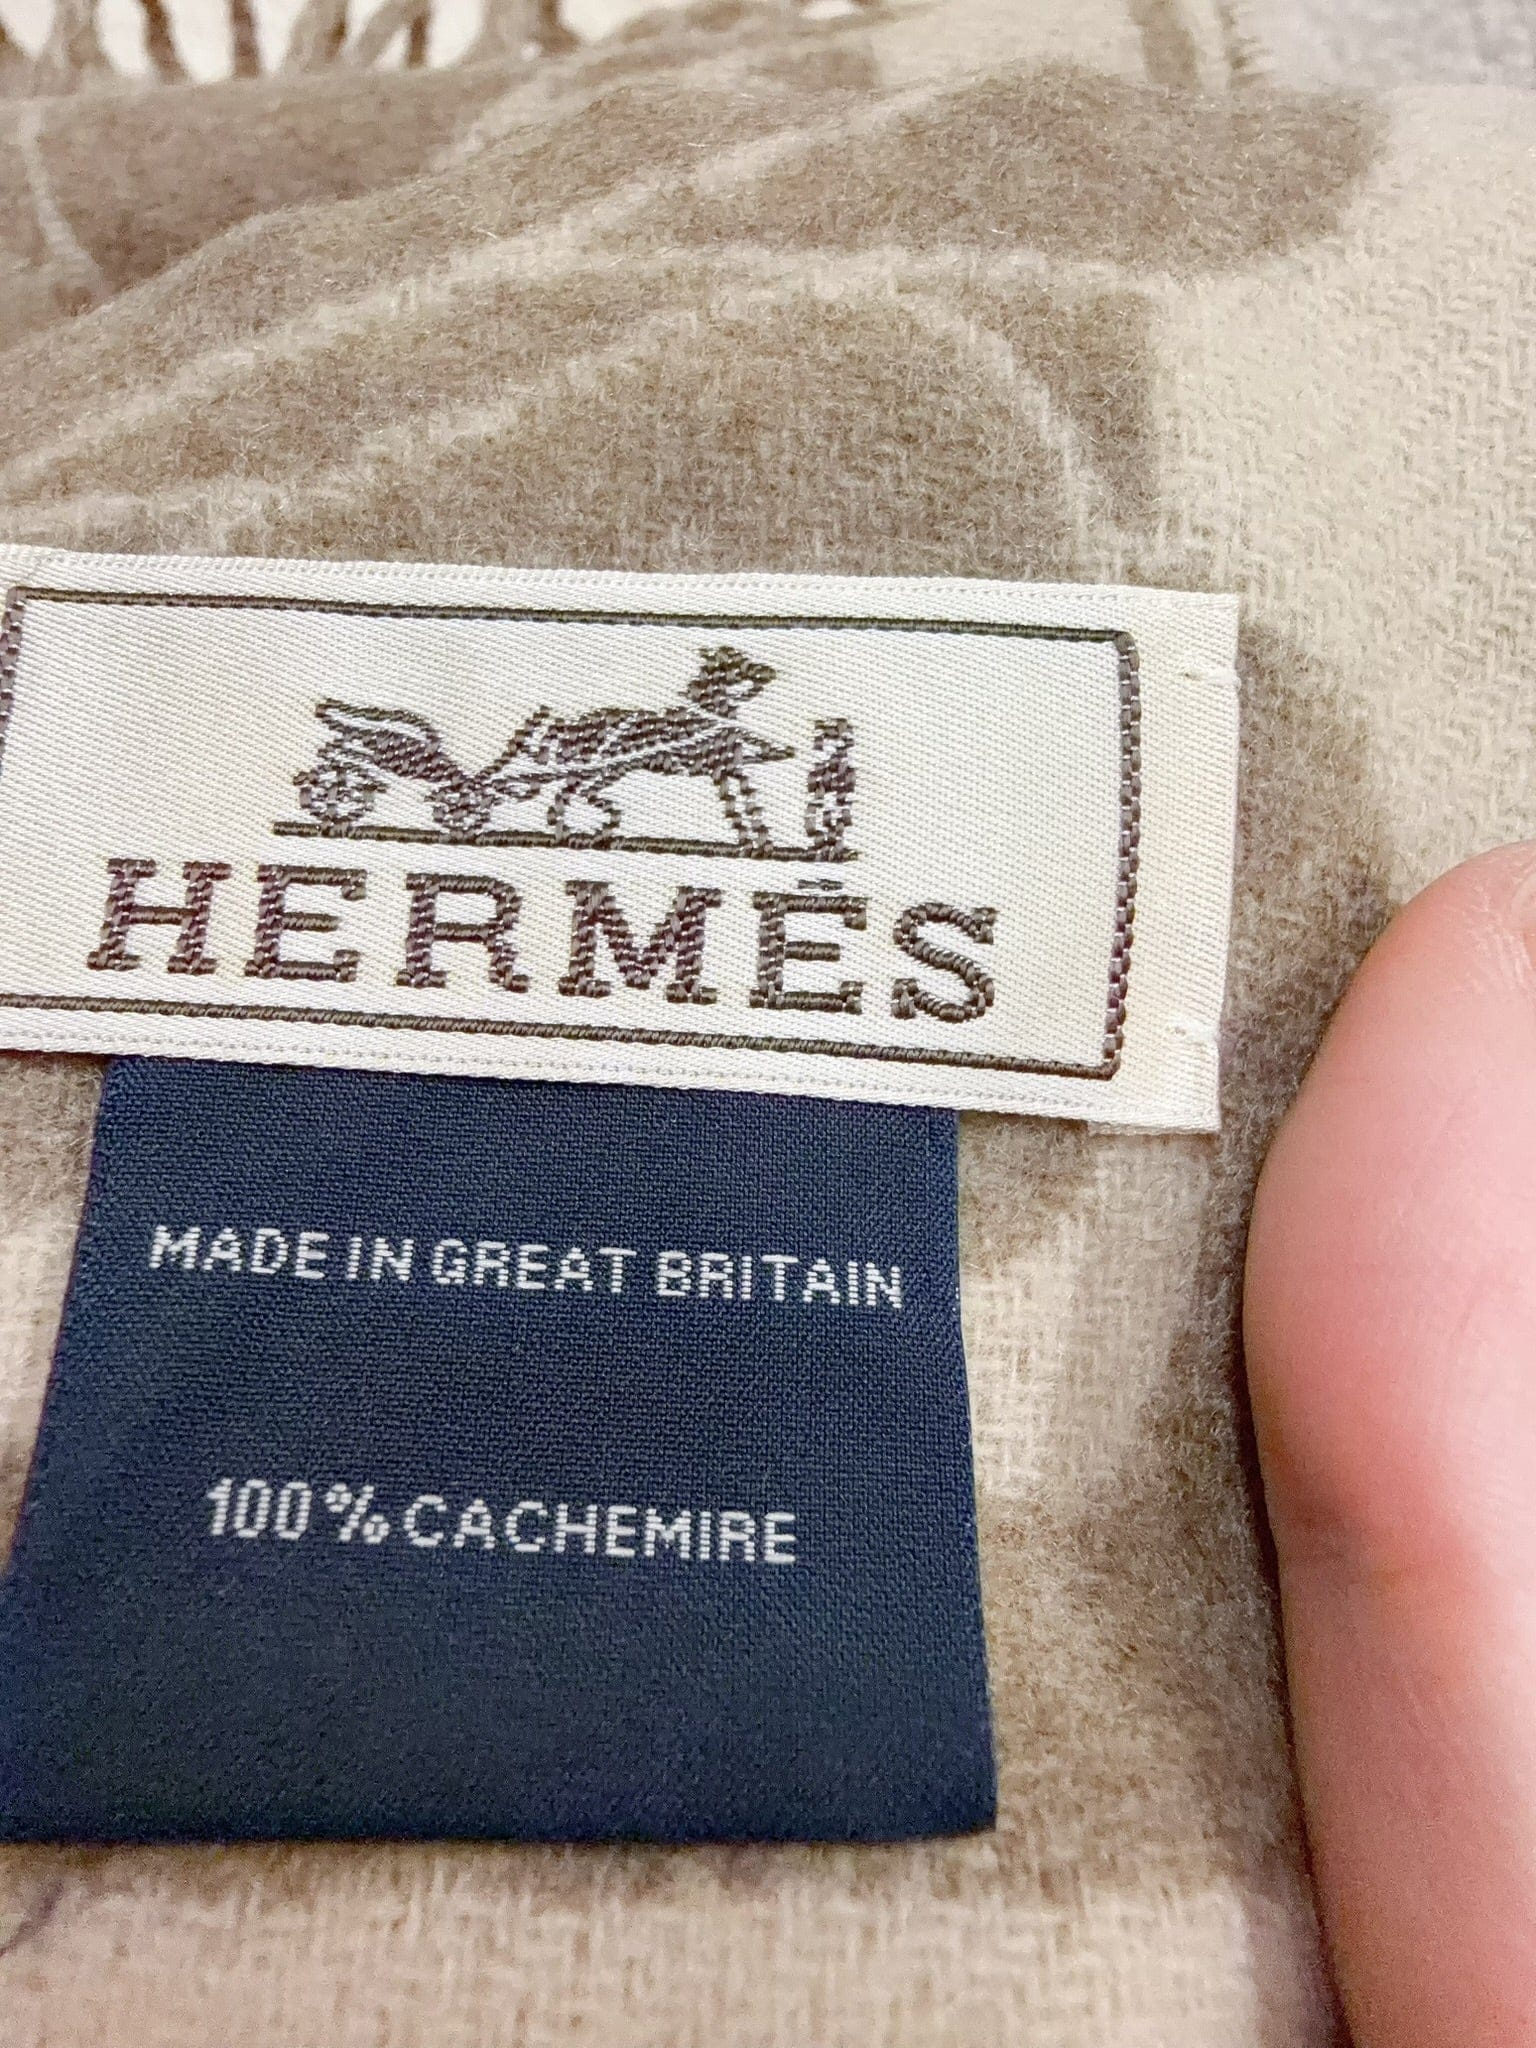 HERMÈS
MADE IN GREAT BRITAIN
100% CACHEMIRE